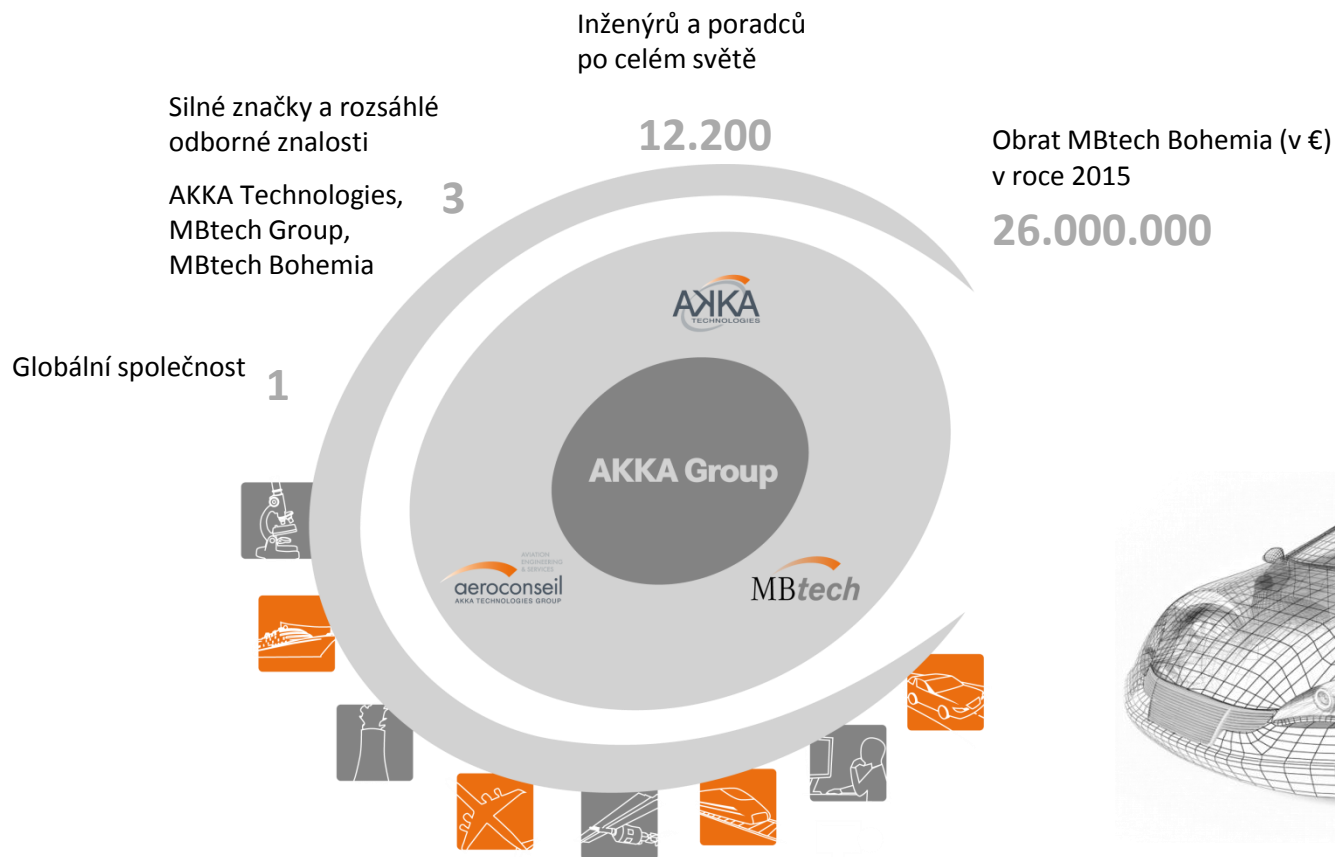 Inženýrů a poradců
po celém světě
12.200
Silné značky a rozsáhlé
odborné znalosti
AKKA Technologies,
MBtech Group,
MBtech Bohemia
3
Obrat MBtech Bohemia (v €)
v roce 2015
26.000.000
Globální společnost
1
AKKA
TECHNOLOGIES
AKKA Group
AVIATION
ENGINEERING
& SERVICES
aeroconseil
AKKA TECHNOLOGIES GROUP
MBtech